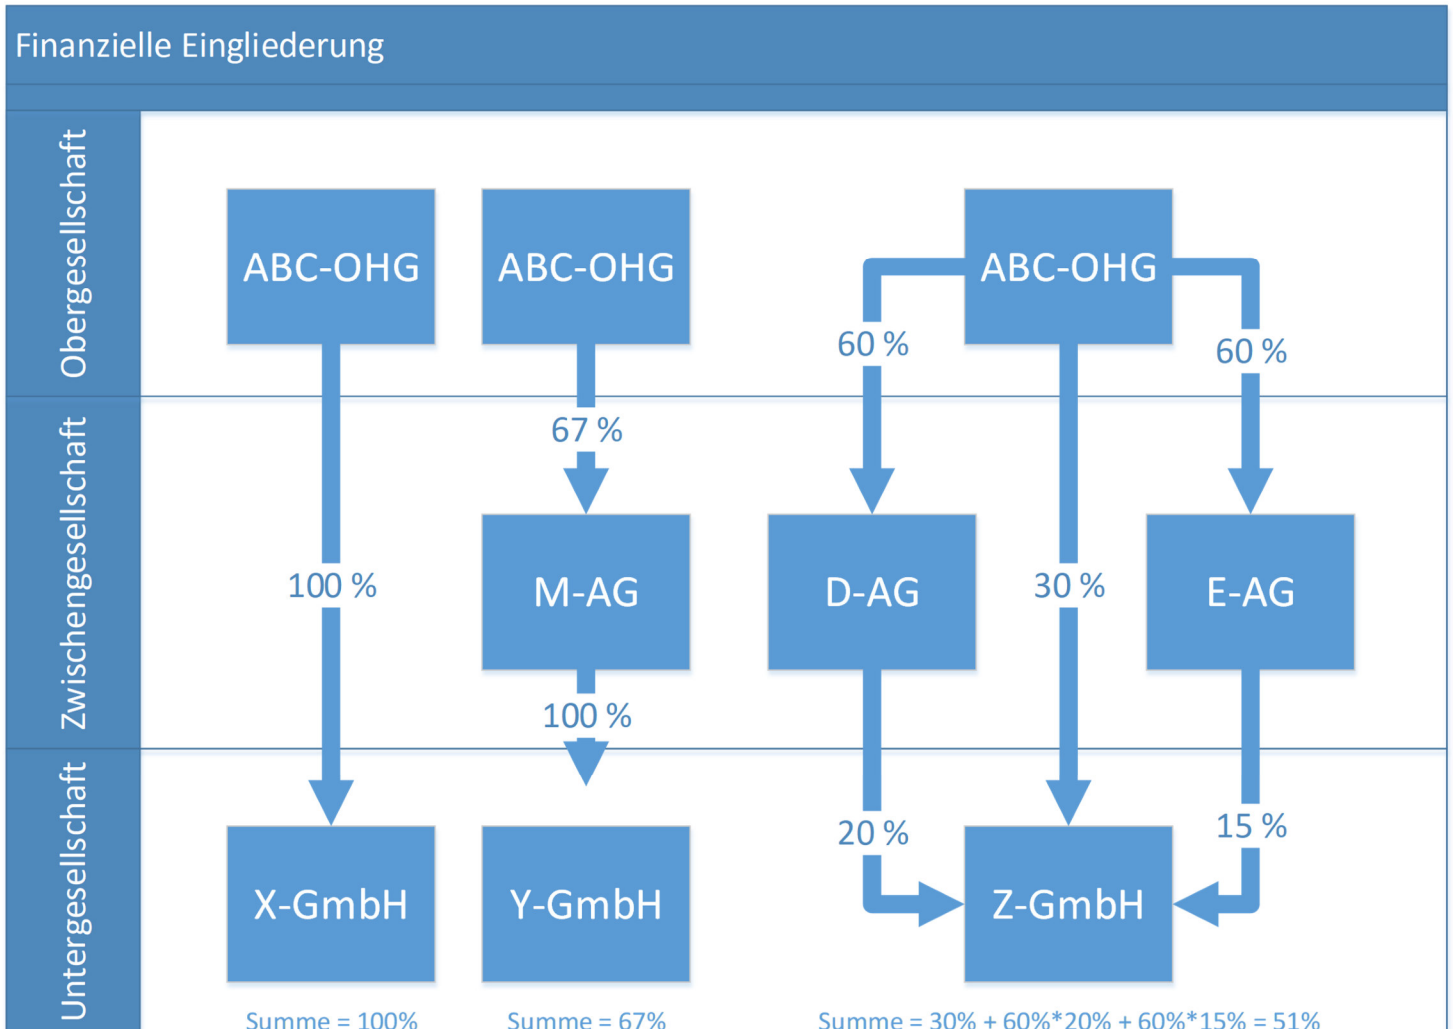 Finanzielle Eingliederung
Obergesellschaft
ABC-OHG
ABC-OHG
ABC-OHG
60 %
60 %
67 %
Zwischengesellschaft
100 %
M-AG
D-AG
30 %
E-AG
100 %
Untergesellschaft
20 %
15 %
X-GmbH
Y-GmbH
Z-GmbH
Summe = 100%
Summe = 67%
Summe = 30% + 60%*20% + 60%*15% = 51%